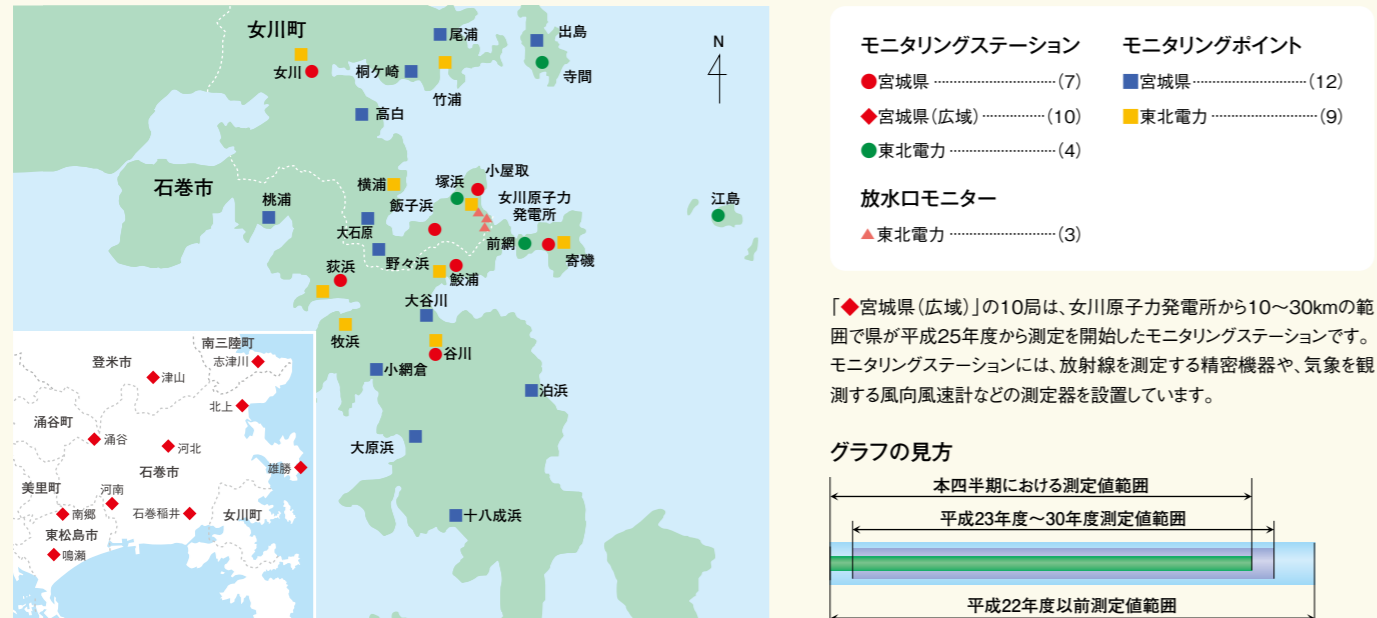 女川町
女川
尾浦
桐ケ崎
竹浦
出島
寺間
高白
N
石巻市
桃浦
横浦
飯子浜
塚浜
小屋取
女川原子力
発電所
江島
大石原
前網
寄磯
野々浜
荻浜
鮫浦
大谷川
牧浜
谷川
小網倉
泊浜
大原浜
十八成浜
南三陸町
登米市
志津川
津山
北上
涌谷町
涌谷
河北
石巻市
雄勝
美里町
河南
南郷
石巻稲井
女川町
東松島市
鳴瀬
モニタリングステーション
●宮城県 (7)
◆宮城県(広域) (10)
●東北電力 (4)
モニタリングポイント
■宮城県 (12)
■東北電力 (9)
放水口モニター
▲東北電力 (3)
「◆宮城県(広域)」の10局は、女川原子力発電所から10〜30kmの範
囲で県が平成25年度から測定を開始したモニタリングステーションです。
モニタリングステーションには、放射線を測定する精密機器や、気象を観
測する風向風速計などの測定器を設置しています。
グラフの見方
本四半期における測定値範囲
平成23年度〜30年度測定値範囲
平成22年度以前測定値範囲